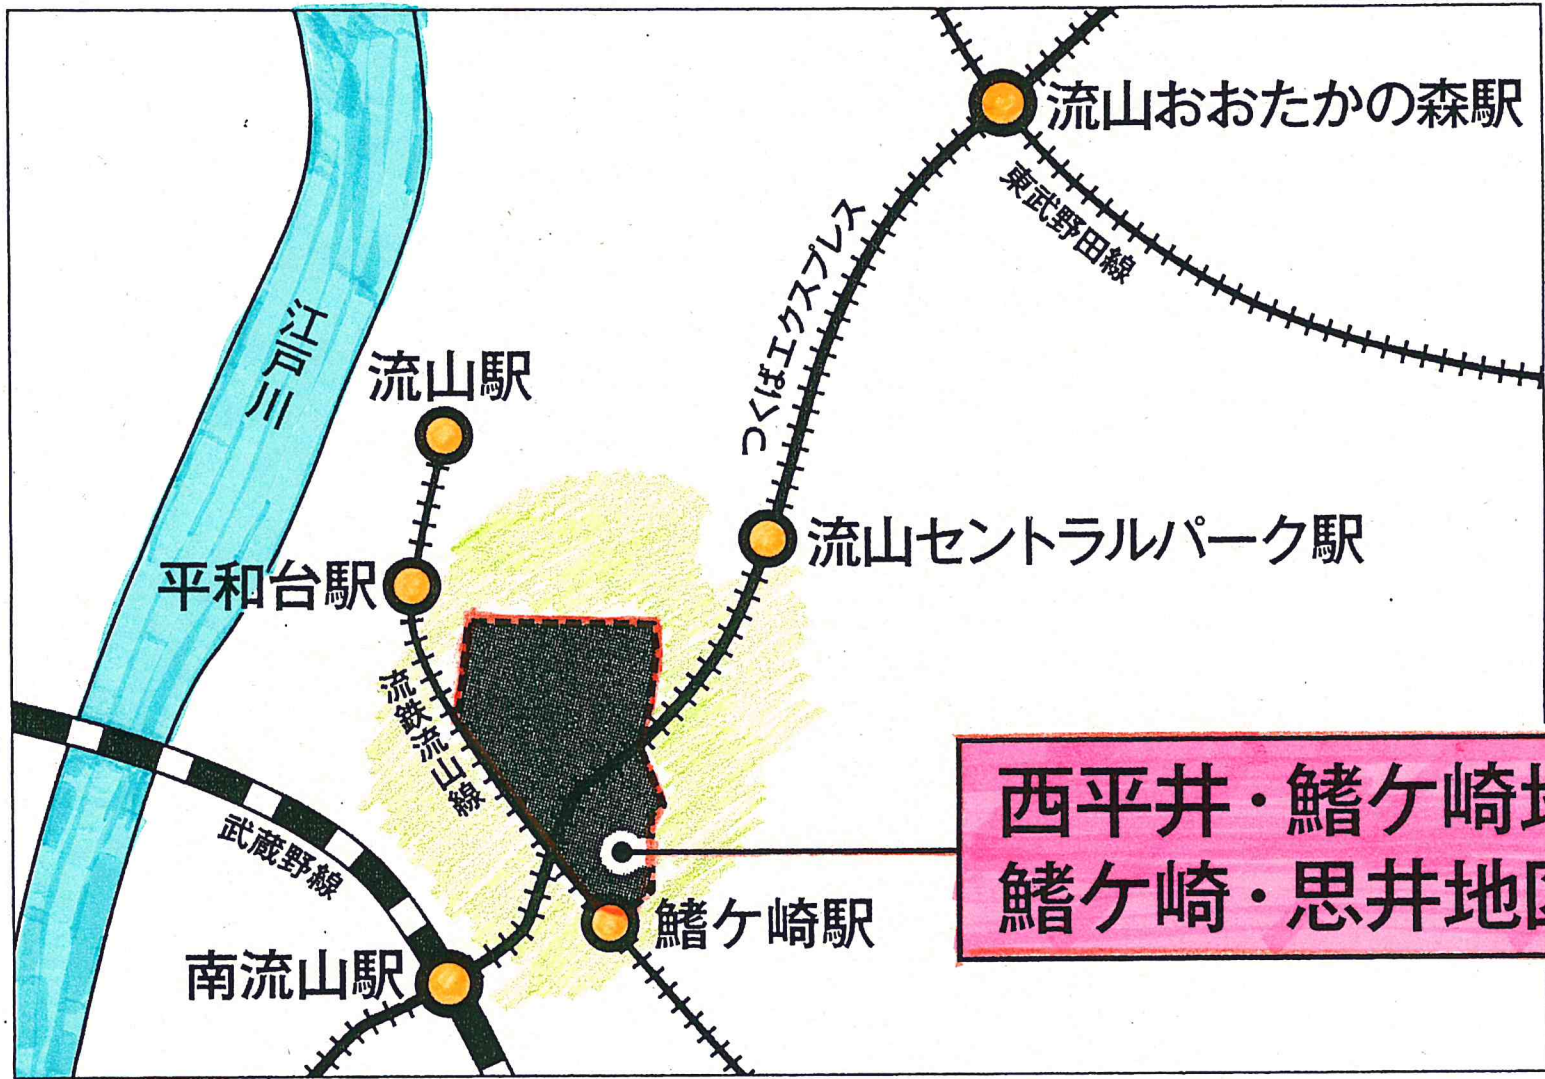 流山おおたかの森駅
東武野田線
つくばエクスプレス
江戸川
流山駅
流山セントラルパーク駅
平和台駅
流鉄流山線
西平井・鰭ケ崎地
鰭ケ崎・思井地区
武蔵野線
鰭ケ崎駅
南流山駅